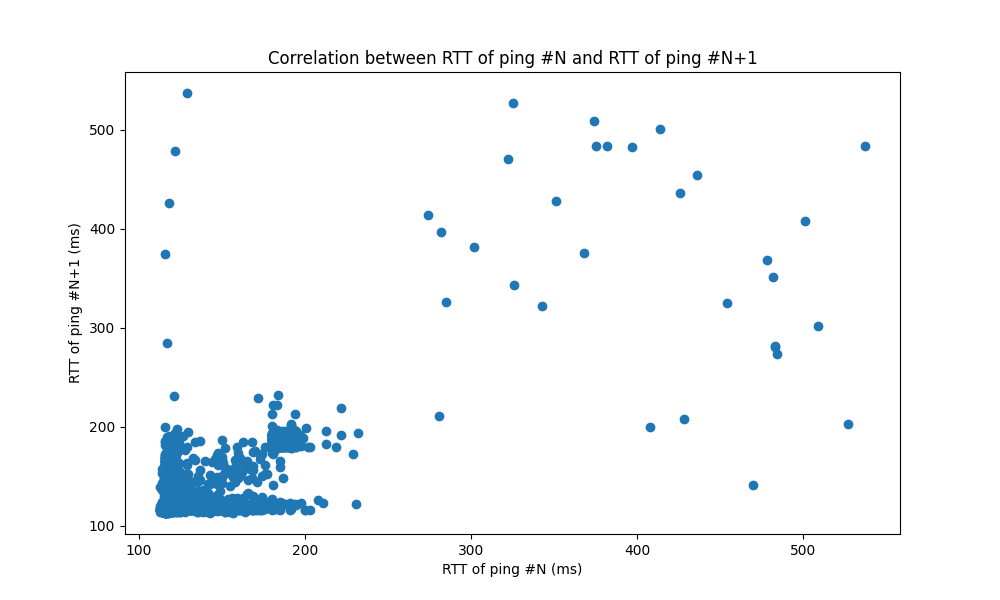 Correlation between RTT of ping #N and RTT of ping #N+1
500
400
300
200
100
RTT of ping #N+1 (ms)
100 200 300 400 500
RTT of ping #N (ms)